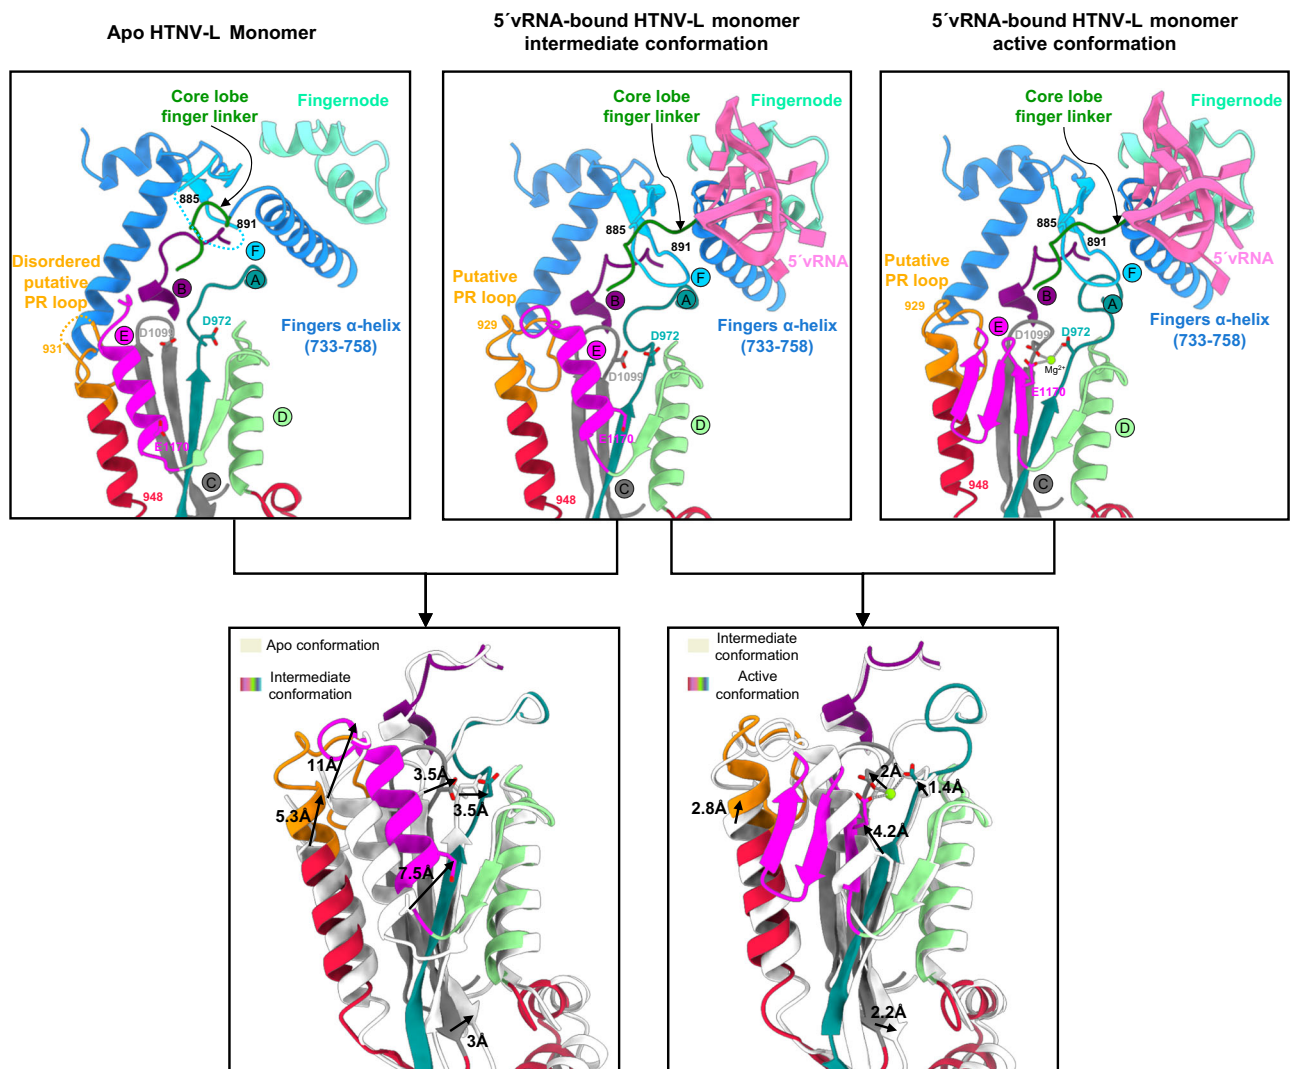 Apo HTNV-L Monomer
5´vRNA-bound HTNV-L monomer
intermediate conformation
5´vRNA-bound HTNV-L monomer
active conformation
Core lobe
finger linker
Fingernode
885
891
F
A
B
Disordered
putative
PR loop
931
E
D1099
D972
Fingers α-helix
(733-758)
D
E1170
C
948
Core lobe
finger linker
Fingernode
885
891
F
5´vRNA
A
B
Putative
PR loop
929
E
D1099
D972
Fingers α-helix
(733-758)
E1170
D
C
948
Core lobe
finger linker
Fingernode
885
891
F
5´vRNA
A
B
Putative
PR loop
929
E
D1099
D972
Mg²⁺
Fingers α-helix
(733-758)
E1170
D
C
948
Apo conformation
Intermediate
conformation
11Å
5.3Å
3.5Å
3.5Å
7.5Å
3Å
Intermediate
conformation
Active
conformation
2Å
1.4Å
2.8Å
4.2Å
2.2Å